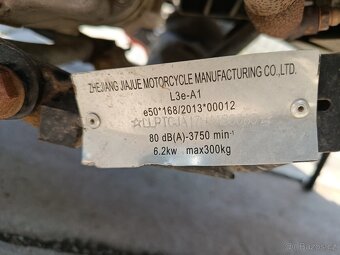 ZHEJIANG JIAJUE MOTORCYCLE MANUFACTURING CO.,LTD.
L3e-A1
e50*168/2013*00012
80 dB(A)-3750 min⁻¹
6.2kw max300kg